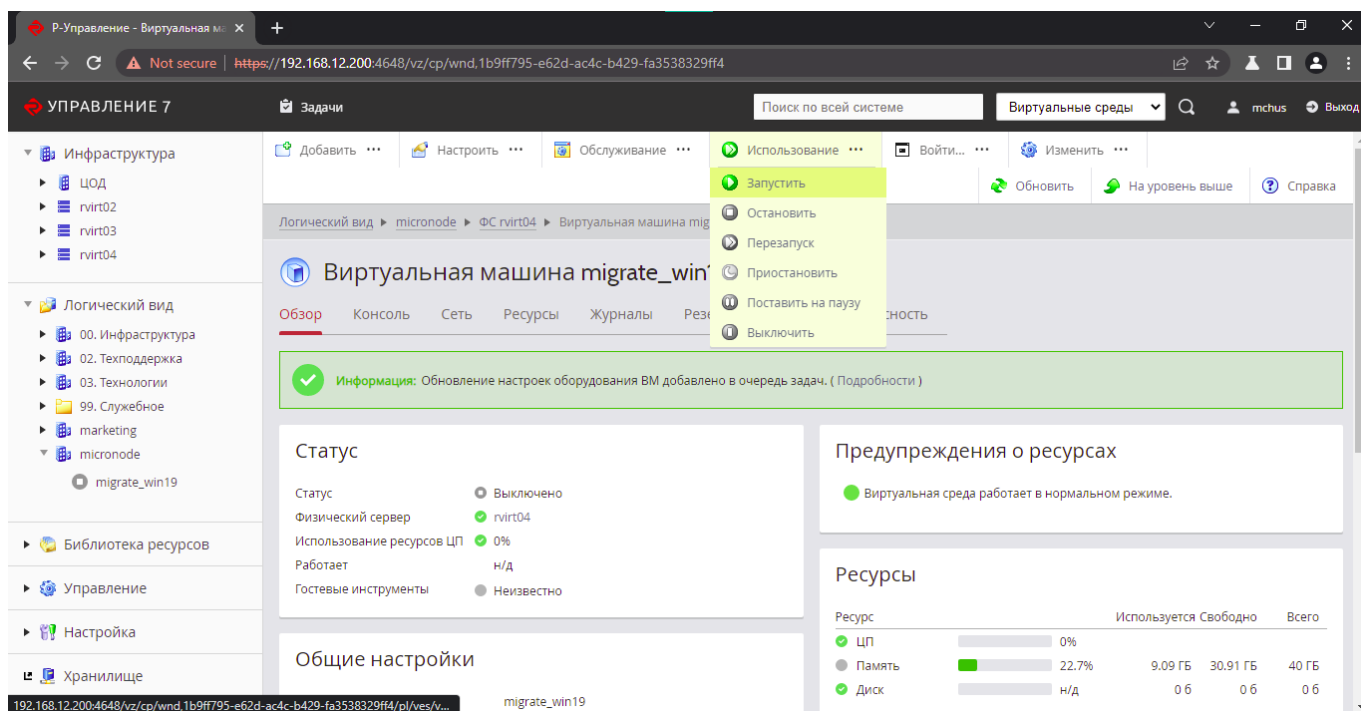 Р-Управление - Виртуальная ма
Not secure | https://192.168.12.200:4648/vz/cp/wnd,1b9ff795-e62d-ac4c-b429-fa3538329ff4
УПРАВЛЕНИЕ 7
Задачи
Поиск по всей системе
Виртуальные среды
mchus
Выход
Инфраструктура
ЦОД
rvirt02
rvirt03
rvirt04
Логический вид
00. Инфраструктура
02. Техподдержка
03. Технологии
99. Служебное
marketing
micronode
migrate_win19
Библиотека ресурсов
Управление
Настройка
Хранилище
192.168.12.200:4648/vz/cp/wnd,1b9ff795-e62d-ac4c-b429-fa3538329ff4/pl/ves/v...
Добавить ••• Настроить ••• Обслуживание ••• Использование ••• Войти... ••• Изменить •••
Запустить
Остановить
Перезапуск
Приостановить
Поставить на паузу
Выключить
Обновить На уровень выше Справка
Логический вид ▶ micronode ▶ ФС rvirt04 ▶ Виртуальная машина mig
Виртуальная машина migrate_win
Обзор Консоль Сеть Ресурсы Журналы Резе сность
Информация: Обновление настроек оборудования ВМ добавлено в очередь задач. ( Подробности )
Статус
Статус Выключено
Физический сервер rvirt04
Использование ресурсов ЦП 0%
Работает н/д
Гостевые инструменты Неизвестно
Общие настройки
migrate_win19
Предупреждения о ресурсах
Виртуальная среда работает в нормальном режиме.
Ресурсы
Ресурс Используется Свободно Всего
ЦП 0%
Память 22.7% 9.09 ГБ 30.91 ГБ 40 ГБ
Диск н/д 0 б 0 б 0 б